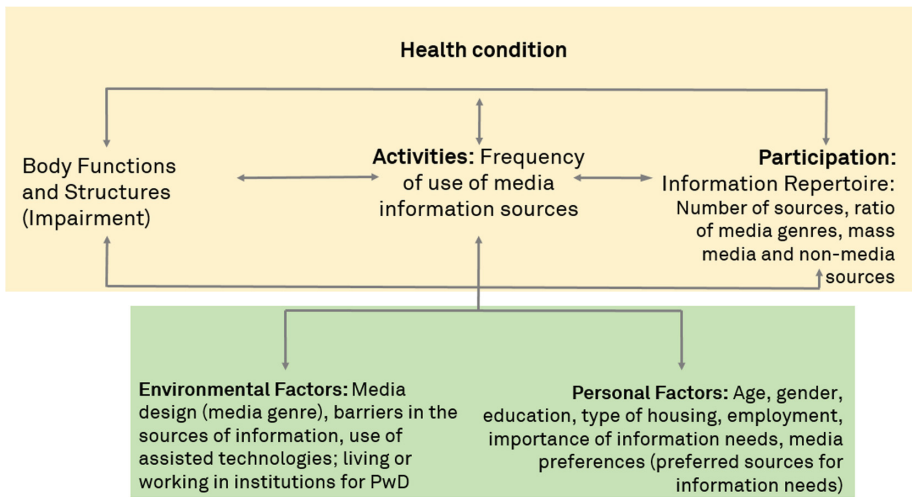 Health condition
Body Functions
and Structures
(Impairment)
Activities: Frequency
of use of media
information sources
Participation:
Information Repertoire:
Number of sources, ratio
of media genres, mass
media and non-media
sources
Environmental Factors: Media
design (media genre), barriers in the
sources of information, use of
assisted technologies; living or
working in institutions for PwD
Personal Factors: Age, gender,
education, type of housing, employment,
importance of information needs, media
preferences (preferred sources for
information needs)